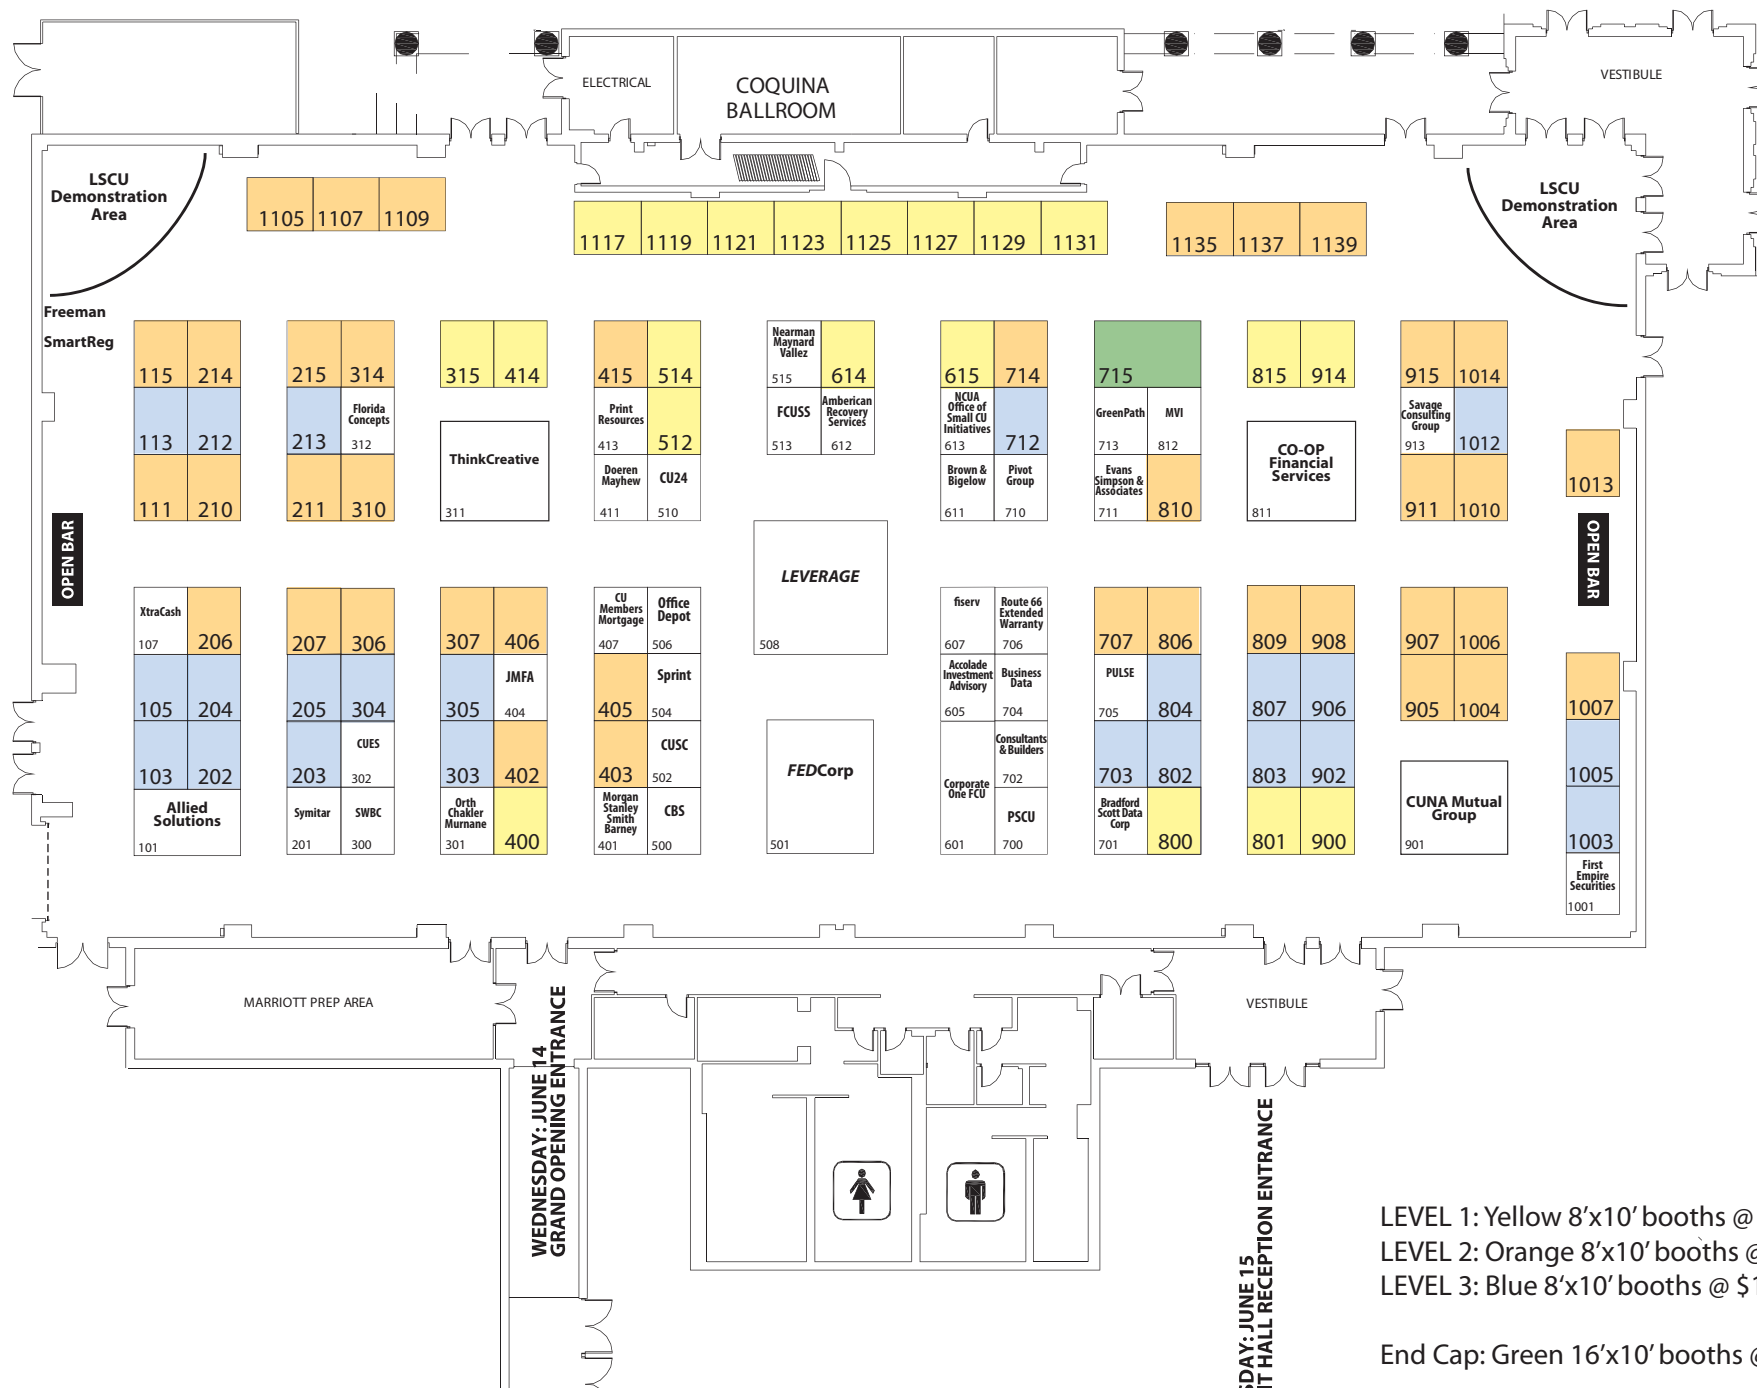 ELECTRICAL
COQUINA
BALLROOM
VESTIBULE
LSCU
Demonstration
Area
1105 1107 1109
1117 1119 1121 1123 1125 1127 1129 1131
1135 1137 1139
LSCU
Demonstration
Area
Freeman
SmartReg
115 214
113 212
111 210
215 314
213
Florida
Concepts
312
211 310
315 414
ThinkCreative
311
415 514
Print
Resources
413
512
Doeren
Mayhew
411
CU24
510
Nearman
Maynard
Vallez
515
614
FCUSS
513
Amberican
Recovery
Services
612
615 714
NCUA
Office of
Small CU
Initiatives
613
712
Brown &
Bigelow
611
Pivot
Group
710
715
GreenPath
713
MVI
812
Evans
Simpson &
Associates
711
810
815 914
CO-OP
Financial
Services
811
915 1014
Savage
Consulting
Group
913
1012
911 1010
1013
OPEN BAR
OPEN BAR
LEVERAGE
508
XtraCash
107
206
105 204
103 202
Allied
Solutions
101
207 306
205 304
203
CUES
302
Symitar
201
SWBC
300
307 406
305
JMFA
404
303 402
Orth
Chakler
Murnane
301
400
CU
Members
Mortgage
407
Office
Depot
506
405
Sprint
504
403
CUSC
502
Morgan
Stanley
Smith
Barney
401
CBS
500
FEDCorp
501
fiserv
607
Route 66
Extended
Warranty
706
Accolade
Investment
Advisory
605
Business
Data
704
Corporate
One FCU
601
Consultants
& Builders
702
PSCU
700
707 806
PULSE
705
804
703 802
Bradford
Scott Data
Corp
701
800
809 908
807 906
803 902
801 900
907 1006
905 1004
CUNA Mutual
Group
901
1007
1005
1003
First
Empire
Securities
1001
MARRIOTT PREP AREA
WEDNESDAY: JUNE 14
GRAND OPENING ENTRANCE
VESTIBULE
JUNE 15
HALL RECEPTION ENTRANCE
LEVEL 1: Yellow 8’x10’ booths @
LEVEL 2: Orange 8’x10’ booths @
LEVEL 3: Blue 8‘x10’ booths @ $1
End Cap: Green 16’x10’ booths @